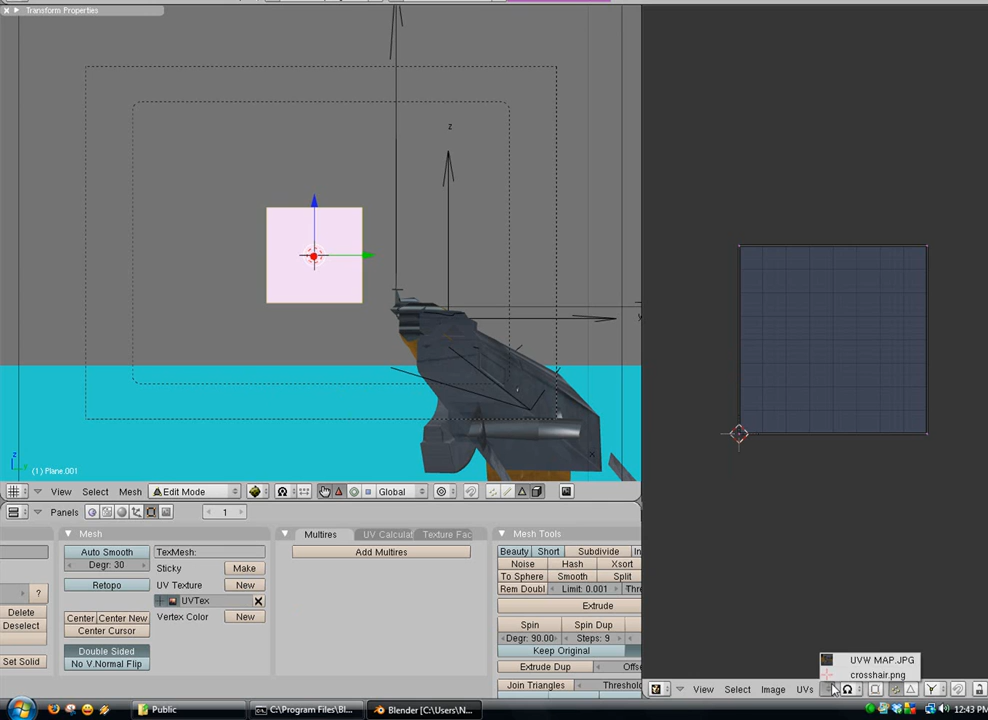 Transform Properties
z
y
x
z
(1) Plane.001
View Select Mesh Edit Mode Global
Panels 1
Mesh
Auto Smooth
Degr: 30
Retopo
Center Center New
Center Cursor
Double Sided
No V.Normal Flip
TexMesh:
Sticky Make
UV Texture New
UVTex
Vertex Color New
?
Delete
Deselect
Set Solid
Multires UV Calculat Texture Fac
Add Multires
Mesh Tools
Beauty Short Subdivide In
Noise Hash Xsort
To Sphere Smooth Split
Rem Doubl Limit: 0.001 Thre
Extrude
Spin Spin Dup
Degr: 90.00 Steps: 9
Keep Original
Extrude Dup Offse
Join Triangles Threshold
UVW MAP.JPG
crosshair.png
View Select Image UVs
Public C:\Program Files\Ble... Blender [C:\Users\N... 12:43 PM